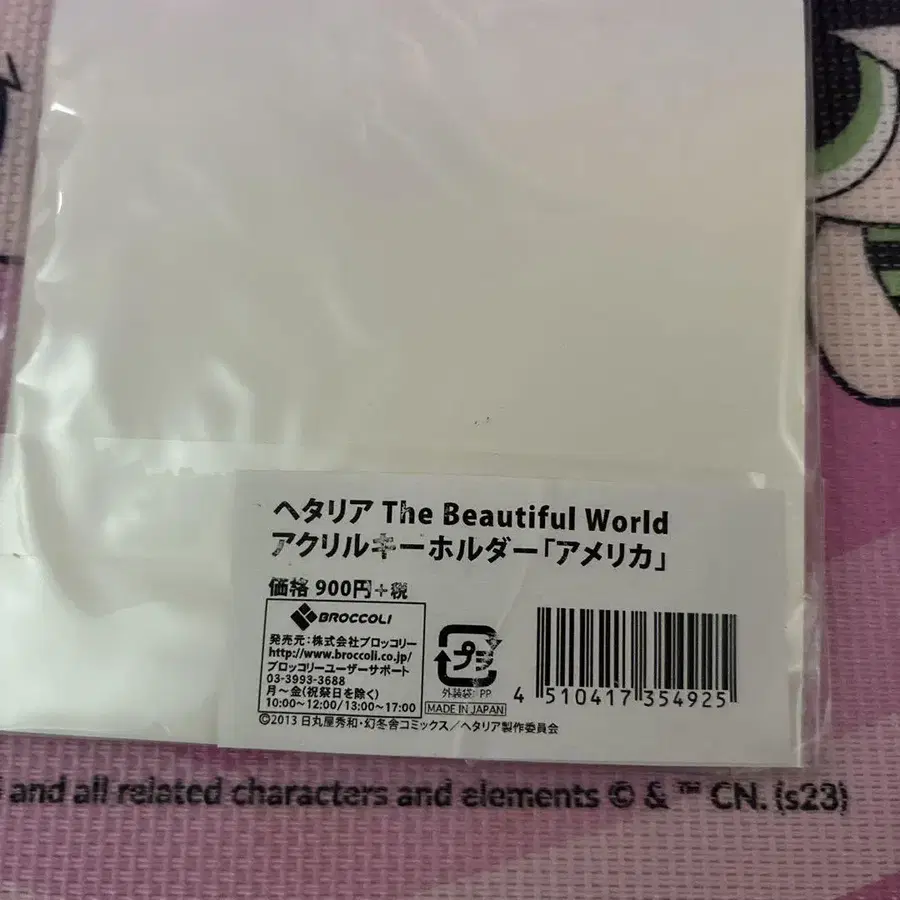 ヘタリア The Beautiful World
アクリルキーホルダー「アメリカ」
価格 900円+税
BROCCOLI
発売元：株式会社ブロッコリー
http://www.broccoli.co.jp/
ブロッコリーユーザーサポート
03-3993-3688
月～金(祝祭日を除く)
10:00～12:00/13:00～17:00
プラ
外装袋：PP
MADE IN JAPAN
4 510417 354925
©2013 日丸屋秀和・幻冬舎コミックス／ヘタリア製作委員会
and all related characters and elements © & ™ CN. (s23)